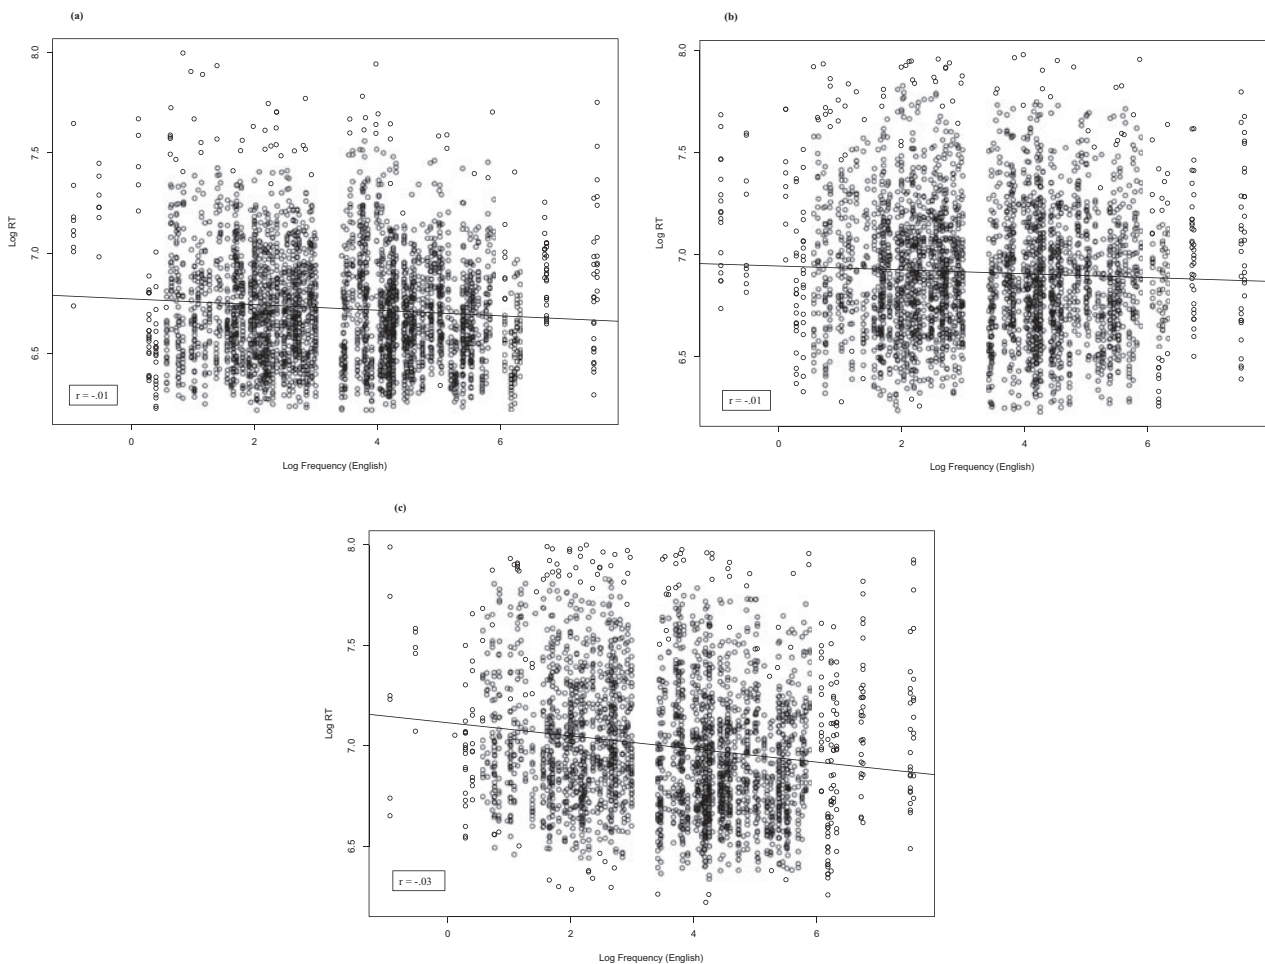 (a)
8.0
7.5
7.0
6.5
Log RT
r = -.01
0 2 4 6
Log Frequency (English)
(b)
8.0
7.5
7.0
6.5
Log RT
r = -.01
0 2 4 6
Log Frequency (English)
(c)
8.0
7.5
7.0
6.5
Log RT
r = -.03
0 2 4 6
Log Frequency (English)